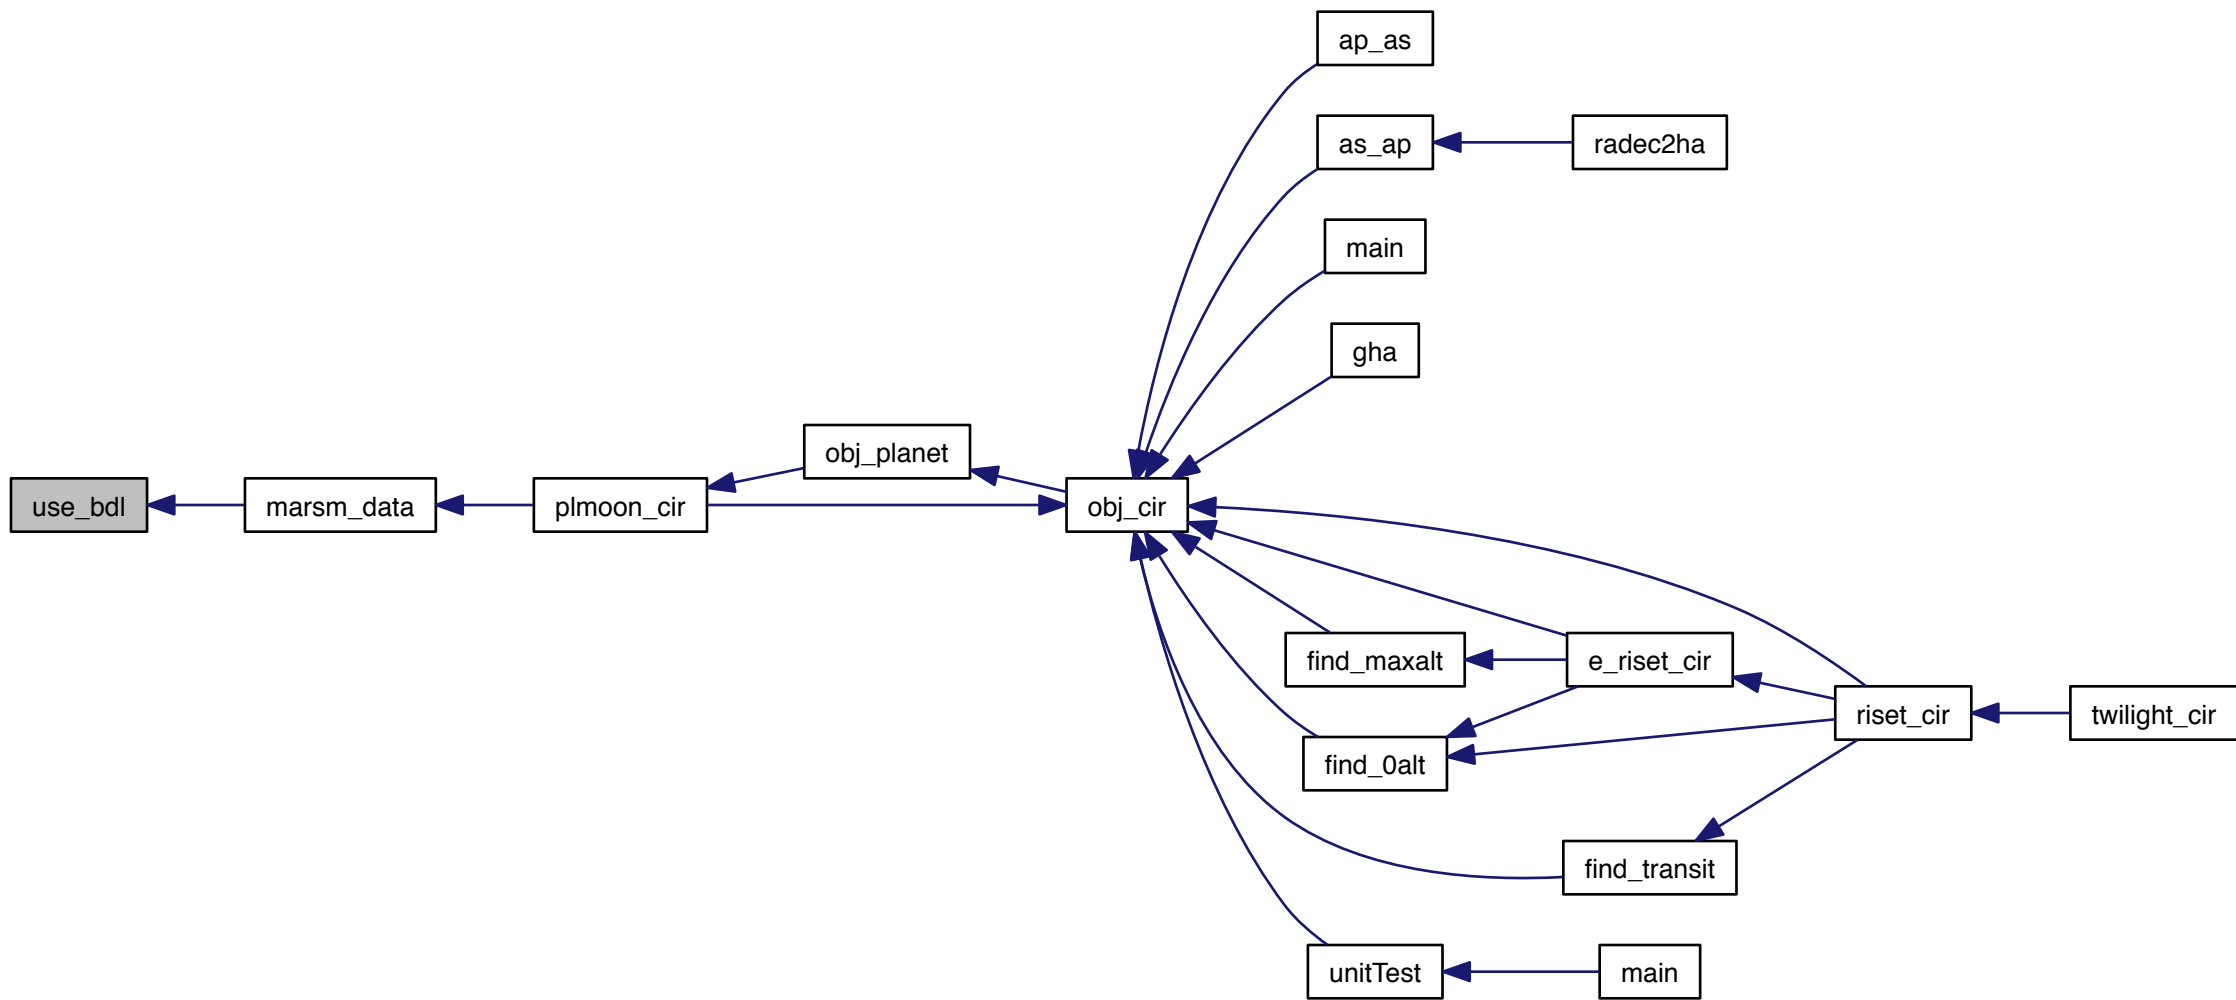 ap_as
as_ap
radec2ha
main
gha
obj_planet
use_bdl
marsm_data
plmoon_cir
obj_cir
find_maxalt
e_riset_cir
riset_cir
twilight_cir
find_0alt
find_transit
unitTest
main